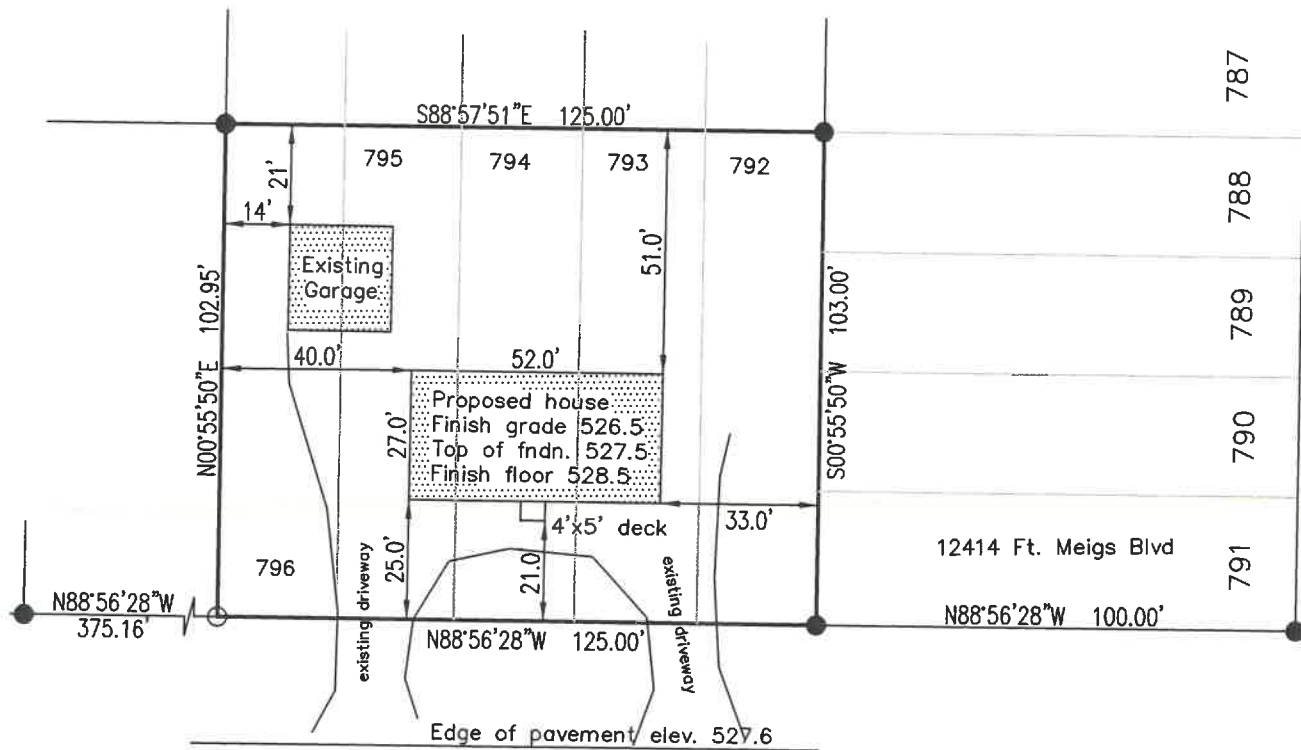 787
S88°57'51"E 125.00'
795
794
793
792
21'
788
14'
51.0'
Existing
Garage
N00°55'50"E 102.95'
S00°55'50"W 103.00'
789
40.0'
52.0'
Proposed house
Finish grade 526.5
Top of fndn. 527.5
Finish floor 528.5
27.0'
790
33.0'
4'x5' deck
12414 Ft. Meigs Blvd
791
796
existing driveway
25.0'
21.0'
existing driveway
N88°56'28"W
375.16'
N88°56'28"W 125.00'
N88°56'28"W 100.00'
Edge of pavement elev. 527.6